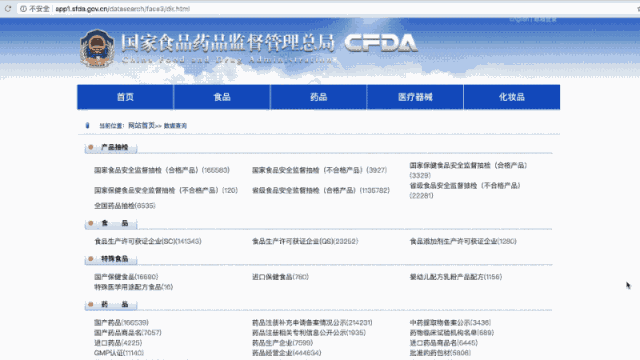 不安全 app1.sfda.gov.cn/datasearch/face3/dir.html
English
国家食品药品监督管理总局 CFDA
China Food and Drug Administration
首页 食品 药品 医疗器械 化妆品
当前位置：网站首页>> 数据查询
产品抽检
国家食品安全监督抽检（合格产品）(165583) 国家食品安全监督抽检（不合格产品）(3927) 国家保健食品安全监督抽检（合格产品）
(3329)
国家保健食品安全监督抽检（不合格产品）(120) 省级食品安全监督抽检（合格产品）(1135782) 省级食品安全监督抽检（不合格产品）
(22281)
全国药品抽检(8535)
食 品
食品生产许可获证企业(SC)(141343) 食品生产许可获证企业(QS)(23252) 食品添加剂生产许可获证企业(1390)
特殊食品
国产保健食品(16690) 进口保健食品(780) 婴幼儿配方乳粉产品配方(1156)
特殊医学用途配方食品(16)
药 品
国产药品(166539) 药品注册补充申请备案情况公示(214231) 中药提取物备案公示(3436)
国产药品商品名(7057) 药品注册相关专利信息公开公示(1935) 药物临床试验机构名单(689)
进口药品(4225) 药品生产企业(7599) 进口药品商品名(5445)
GMP认证(11140) 药品经营企业(444634) 批准的药包材(5806)